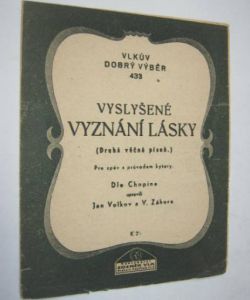 VLKŮV
DOBRÝ VÝBĚR
433
VYSLYŠENÉ
VYZNÁNÍ LÁSKY
(Druhá věčná píseň.)
Pro zpěv s průvodem kytary.
Dle Chopina
upravili
Jan Volkov a V. Záhora